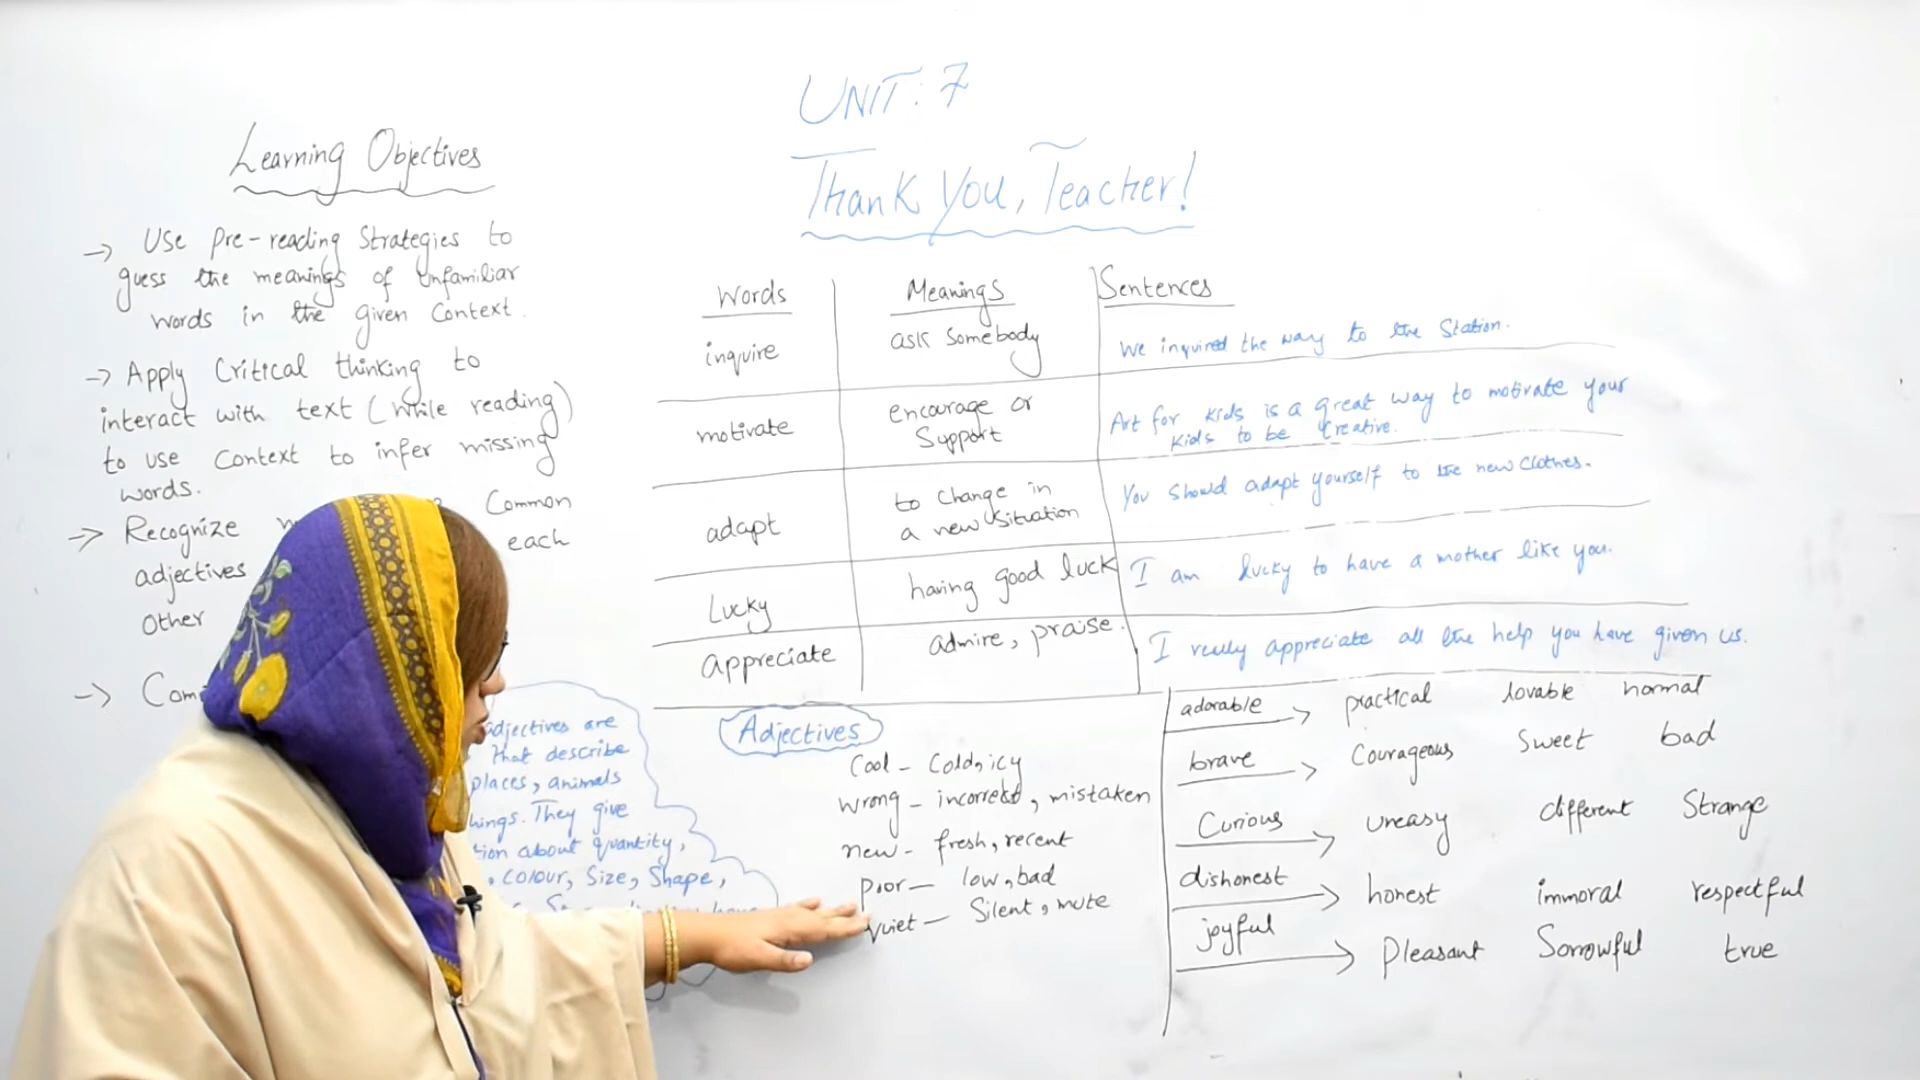 UNIT: 7
Thank You, Teacher!
Learning Objectives
→ Use pre-reading Strategies to
guess the meanings of unfamiliar
words in the given Context.
→ Apply Critical thinking to
interact with text (while reading)
to use Context to infer missing
words.
→ Recognize Common
adjectives each
other
→
Words Meanings Sentences
inquire ask somebody We inquired the way to the Station.
motivate encourage or Art for kids is a great way to motivate your
Support kids to be Creative.
adapt to change in You should adapt yourself to the new clothes.
a new situation
Lucky having good luck I am lucky to have a mother like you.
appreciate admire, praise. I really appreciate all the help you have given us.
adjectives are
that describe
places, animals
They give
about quantity,
, colour, Size, Shape,
Adjectives
Cool - Cold, icy
wrong - incorrect, mistaken
new - fresh, recent
poor - low, bad
quiet - Silent, mute
adorable → practical lovable normal
brave → Courageous Sweet bad
Curious → uneasy different Strange
dishonest → honest immoral respectful
joyful → pleasant Sorrowful true